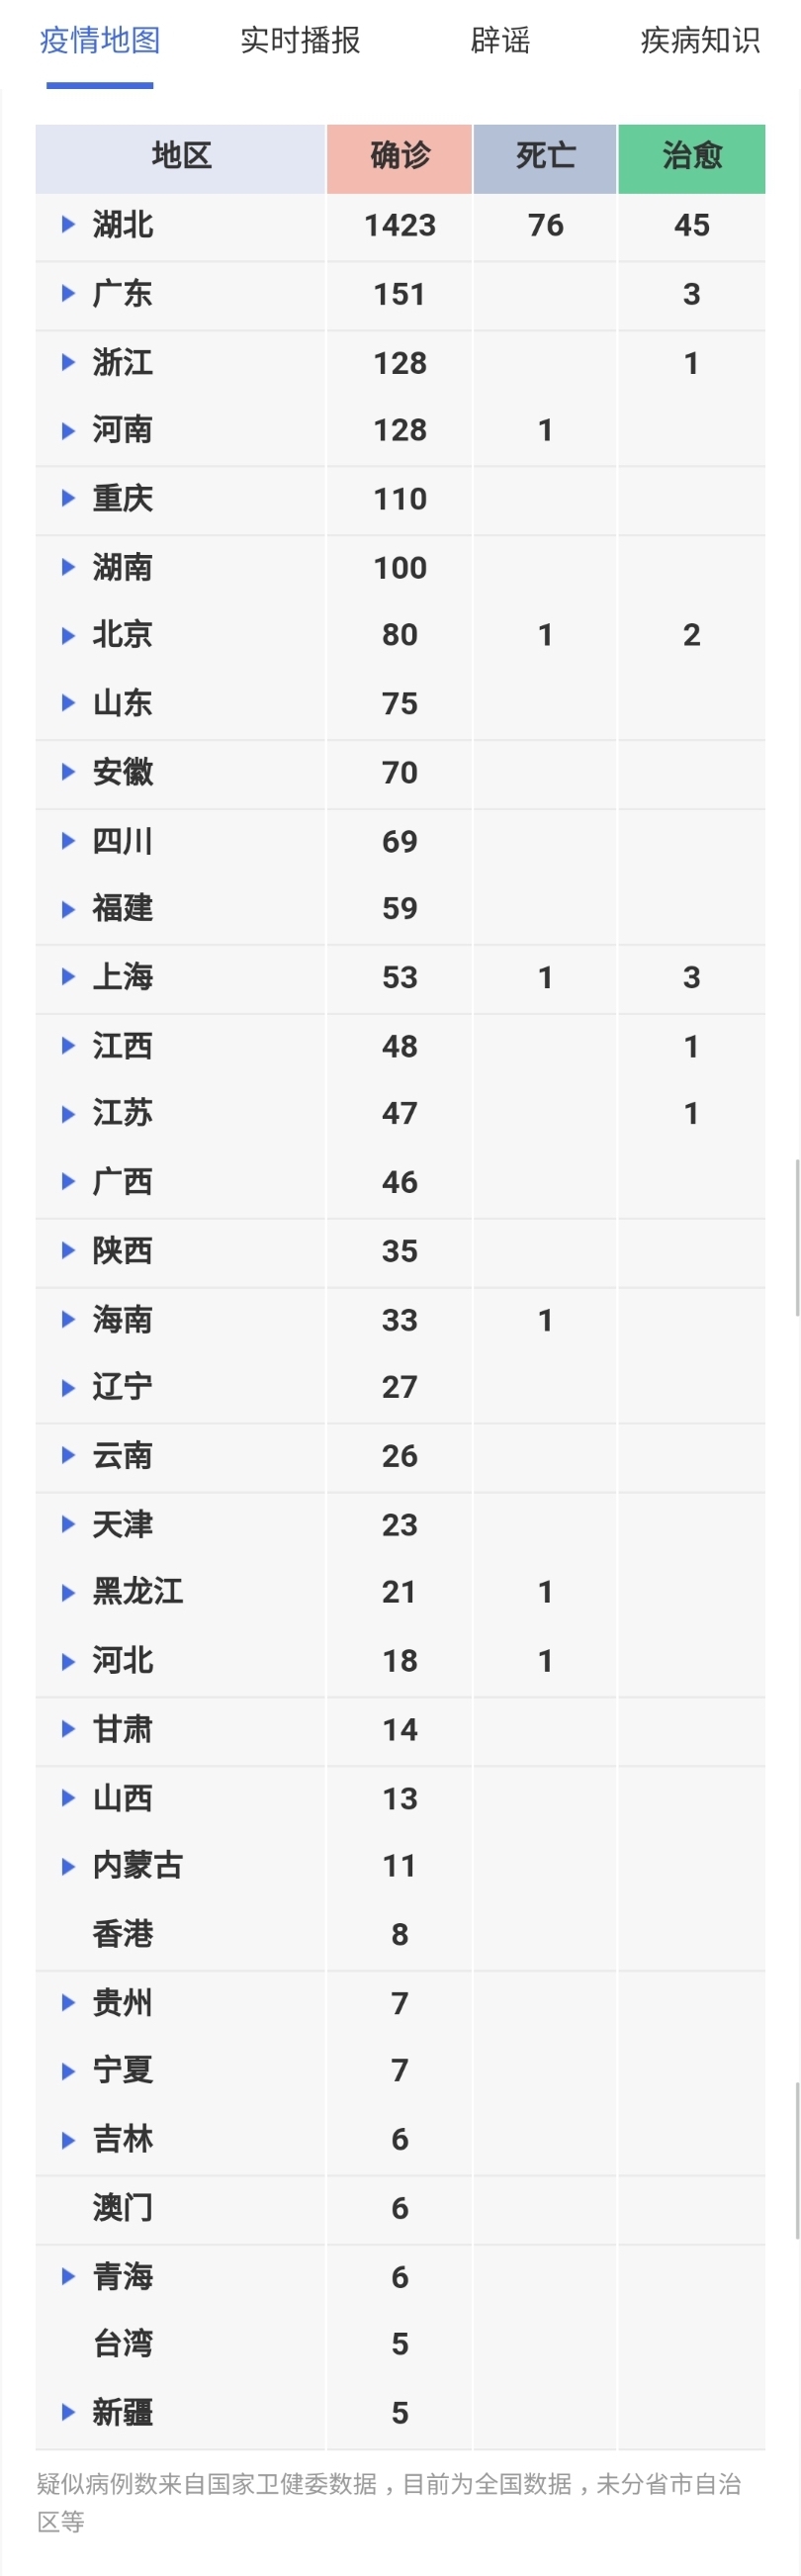 疫情地图 实时播报 辟谣 疾病知识
地区 确诊 死亡 治愈
湖北 1423 76 45
广东 151 3
浙江 128 1
河南 128 1
重庆 110
湖南 100
北京 80 1 2
山东 75
安徽 70
四川 69
福建 59
上海 53 1 3
江西 48 1
江苏 47 1
广西 46
陕西 35
海南 33 1
辽宁 27
云南 26
天津 23
黑龙江 21 1
河北 18 1
甘肃 14
山西 13
内蒙古 11
香港 8
贵州 7
宁夏 7
吉林 6
澳门 6
青海 6
台湾 5
新疆 5
疑似病例数来自国家卫健委数据，目前为全国数据，未分省市自治
区等